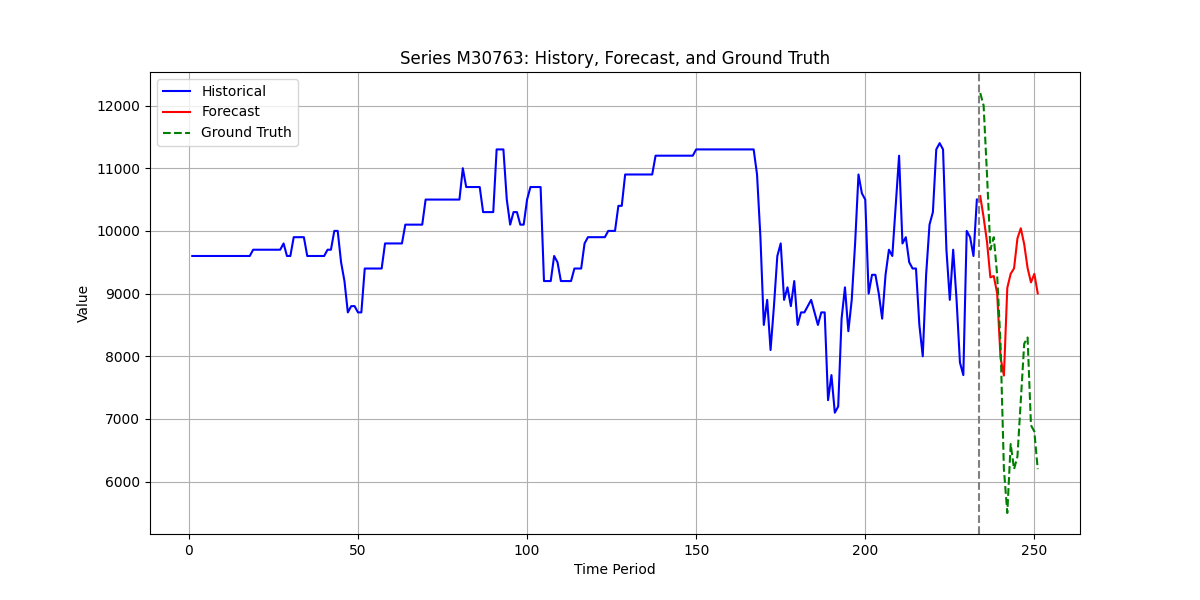 Series M30763: History, Forecast, and Ground Truth
Historical
Forecast
Ground Truth
12000
11000
10000
9000
8000
7000
6000
Value
0 50 100 150 200 250
Time Period